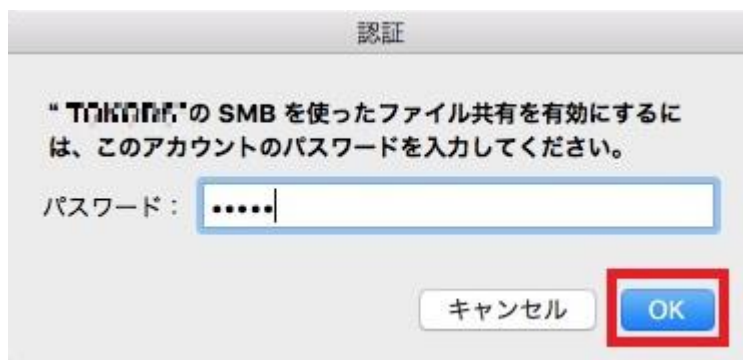 認証
“ ”の SMB を使ったファイル共有を有効にするに
は、このアカウントのパスワードを入力してください。
パスワード： •••••
キャンセル
OK